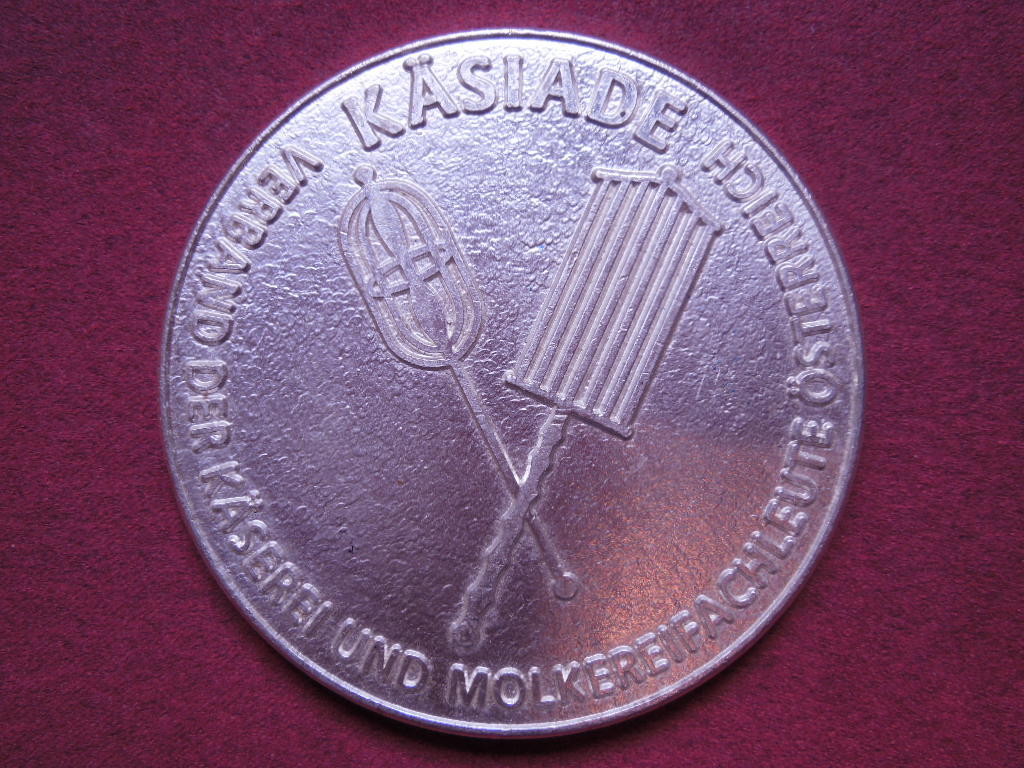 KÄSIADE
VERBAND DER KÄSEREI UND MOLKEREIFACHLEUTE ÖSTERREICH